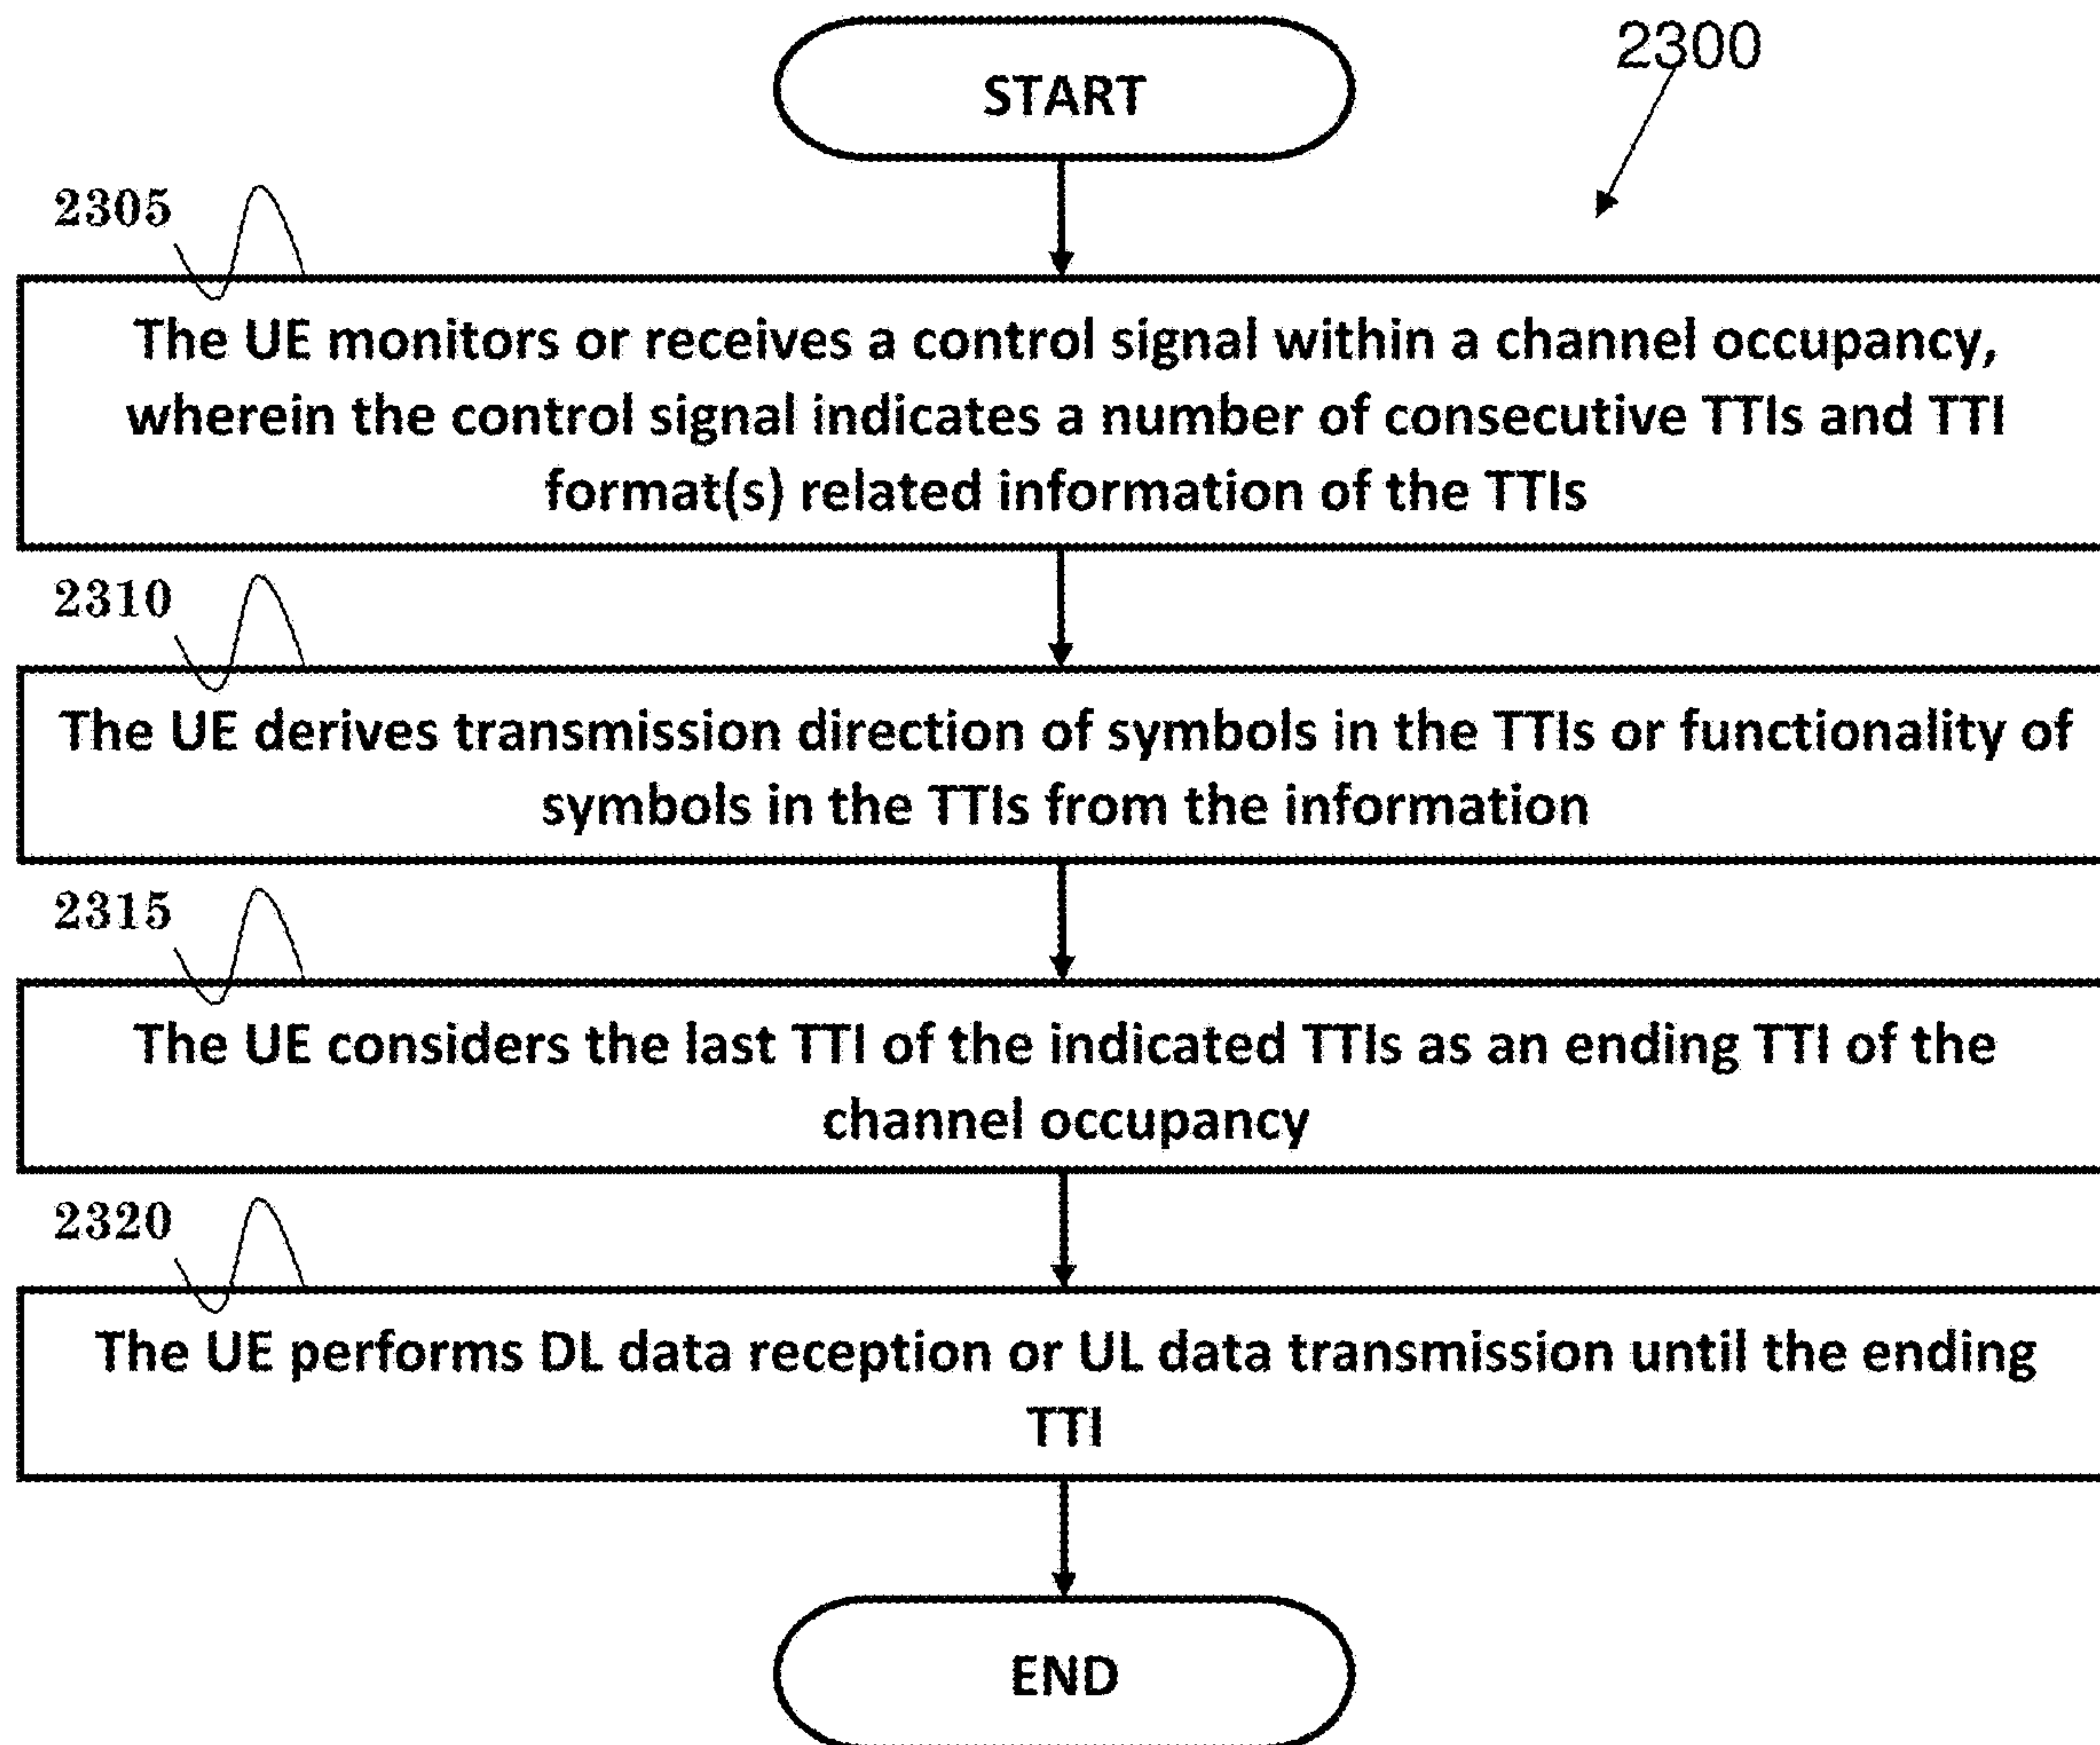 START
2300
2305
The UE monitors or receives a control signal within a channel occupancy,
wherein the control signal indicates a number of consecutive TTIs and TTI
format(s) related information of the TTIs
2310
The UE derives transmission direction of symbols in the TTIs or functionality of
symbols in the TTIs from the information
2315
The UE considers the last TTI of the indicated TTIs as an ending TTI of the
channel occupancy
2320
The UE performs DL data reception or UL data transmission until the ending
TTI
END